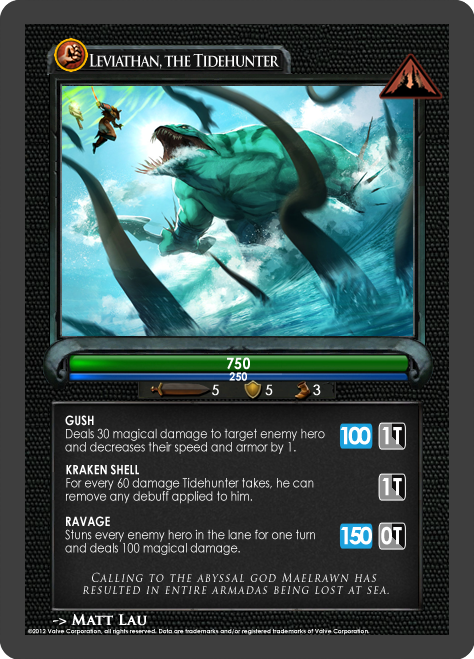 Leviathan, the Tidehunter
750
250
5 5 3
GUSH
Deals 30 magical damage to target enemy hero
and decreases their speed and armor by 1.
100 1T
KRAKEN SHELL
For every 60 damage Tidehunter takes, he can
remove any debuff applied to him.
1T
RAVAGE
Stuns every enemy hero in the lane for one turn
and deals 100 magical damage.
150 0T
Calling to the abyssal god Maelrawn has
resulted in entire armadas being lost at sea.
-> Matt Lau
©2012 Valve Corporation, all rights reserved. Dota are trademarks and/or registered trademarks of Valve Corporation.